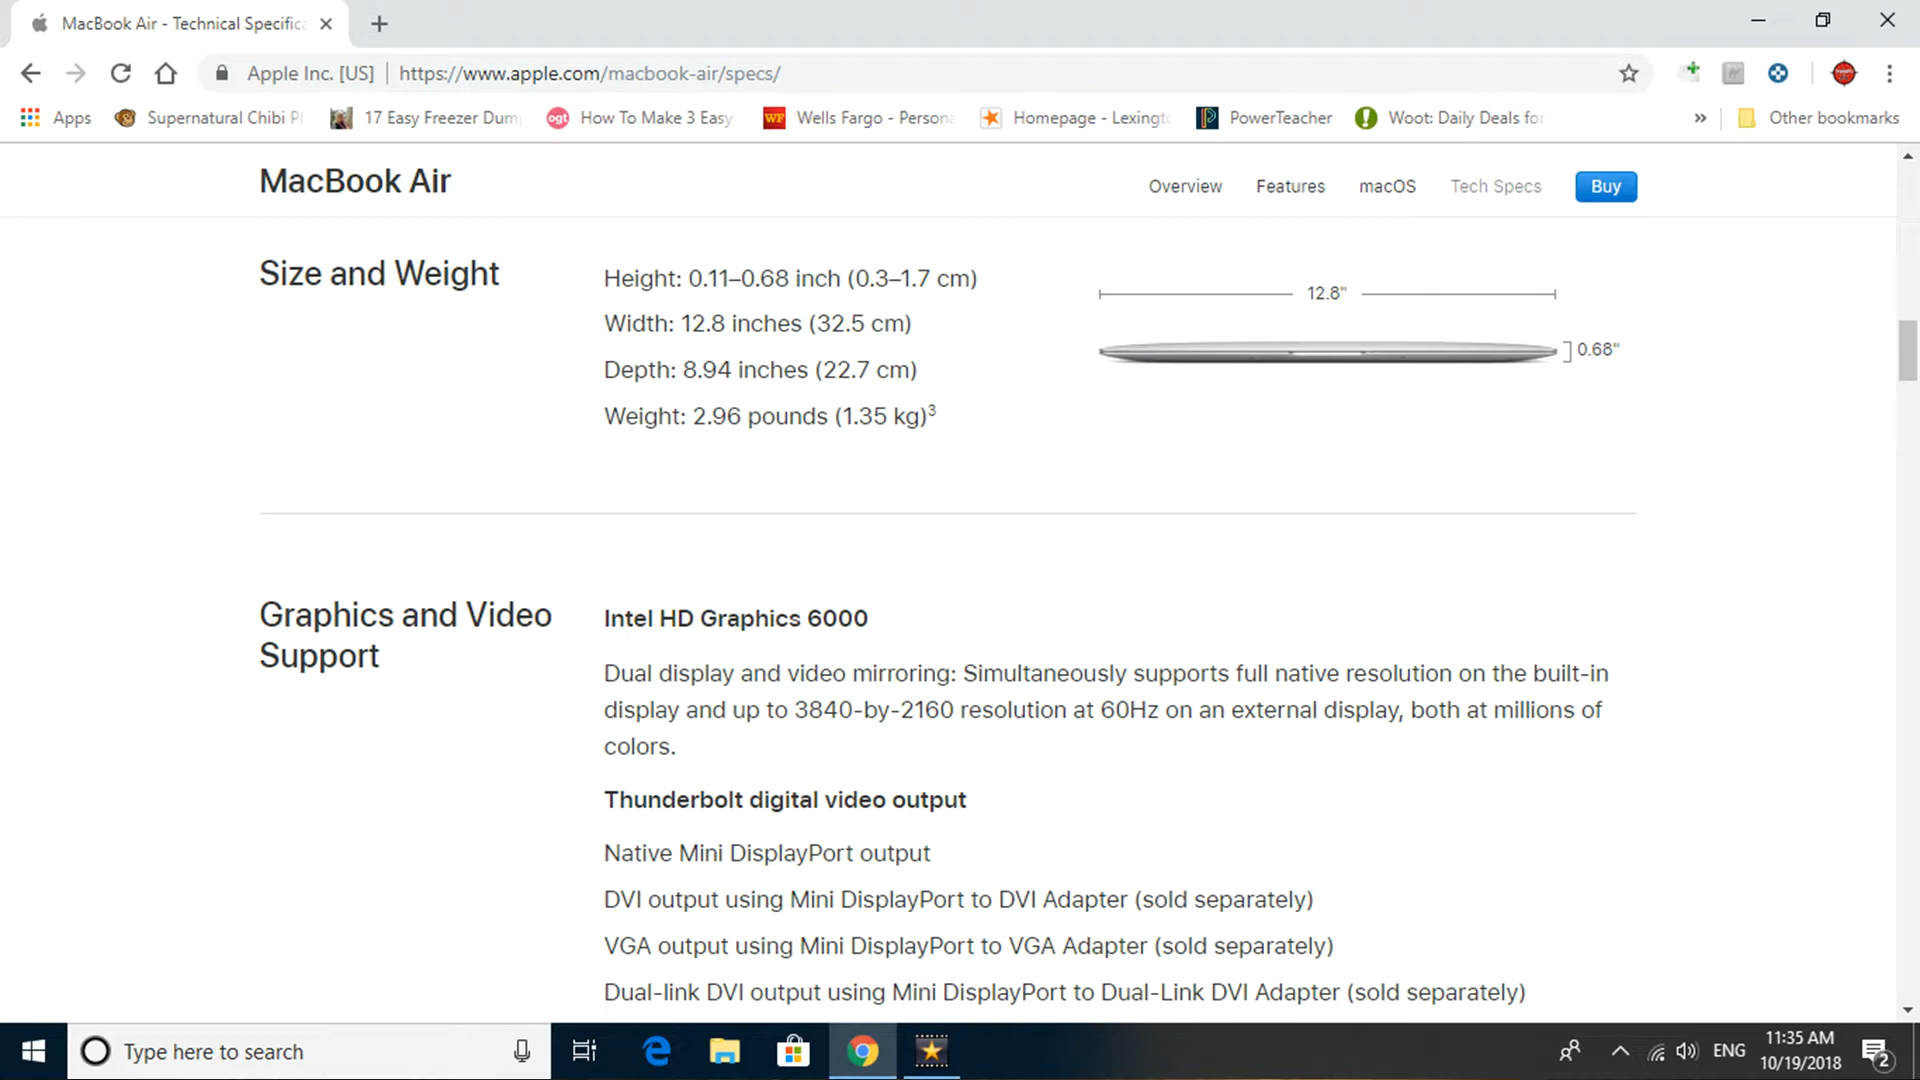 MacBook Air - Technical Specifica
Apple Inc. [US] https://www.apple.com/macbook-air/specs/
Apps Supernatural Chibi Pl 17 Easy Freezer Dum ogt How To Make 3 Easy WF Wells Fargo - Persona Homepage - Lexingt PowerTeacher Woot: Daily Deals for » Other bookmarks
MacBook Air Overview Features macOS Tech Specs Buy
Size and Weight
Height: 0.11–0.68 inch (0.3–1.7 cm)
Width: 12.8 inches (32.5 cm)
Depth: 8.94 inches (22.7 cm)
Weight: 2.96 pounds (1.35 kg)³
12.8"
0.68"
Graphics and Video
Support
Intel HD Graphics 6000
Dual display and video mirroring: Simultaneously supports full native resolution on the built-in
display and up to 3840-by-2160 resolution at 60Hz on an external display, both at millions of
colors.
Thunderbolt digital video output
Native Mini DisplayPort output
DVI output using Mini DisplayPort to DVI Adapter (sold separately)
VGA output using Mini DisplayPort to VGA Adapter (sold separately)
Dual-link DVI output using Mini DisplayPort to Dual-Link DVI Adapter (sold separately)
Type here to search
ENG
11:35 AM
10/19/2018
2